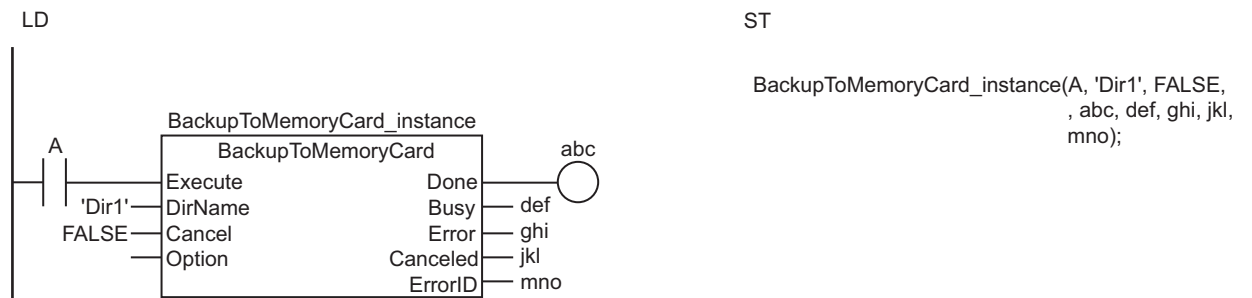 LD
ST
BackupToMemoryCard_instance(A, 'Dir1', FALSE,
, abc, def, ghi, jkl,
mno);
BackupToMemoryCard_instance
A BackupToMemoryCard abc
Execute Done
'Dir1' DirName Busy def
FALSE Cancel Error ghi
Option Canceled jkl
ErrorID mno